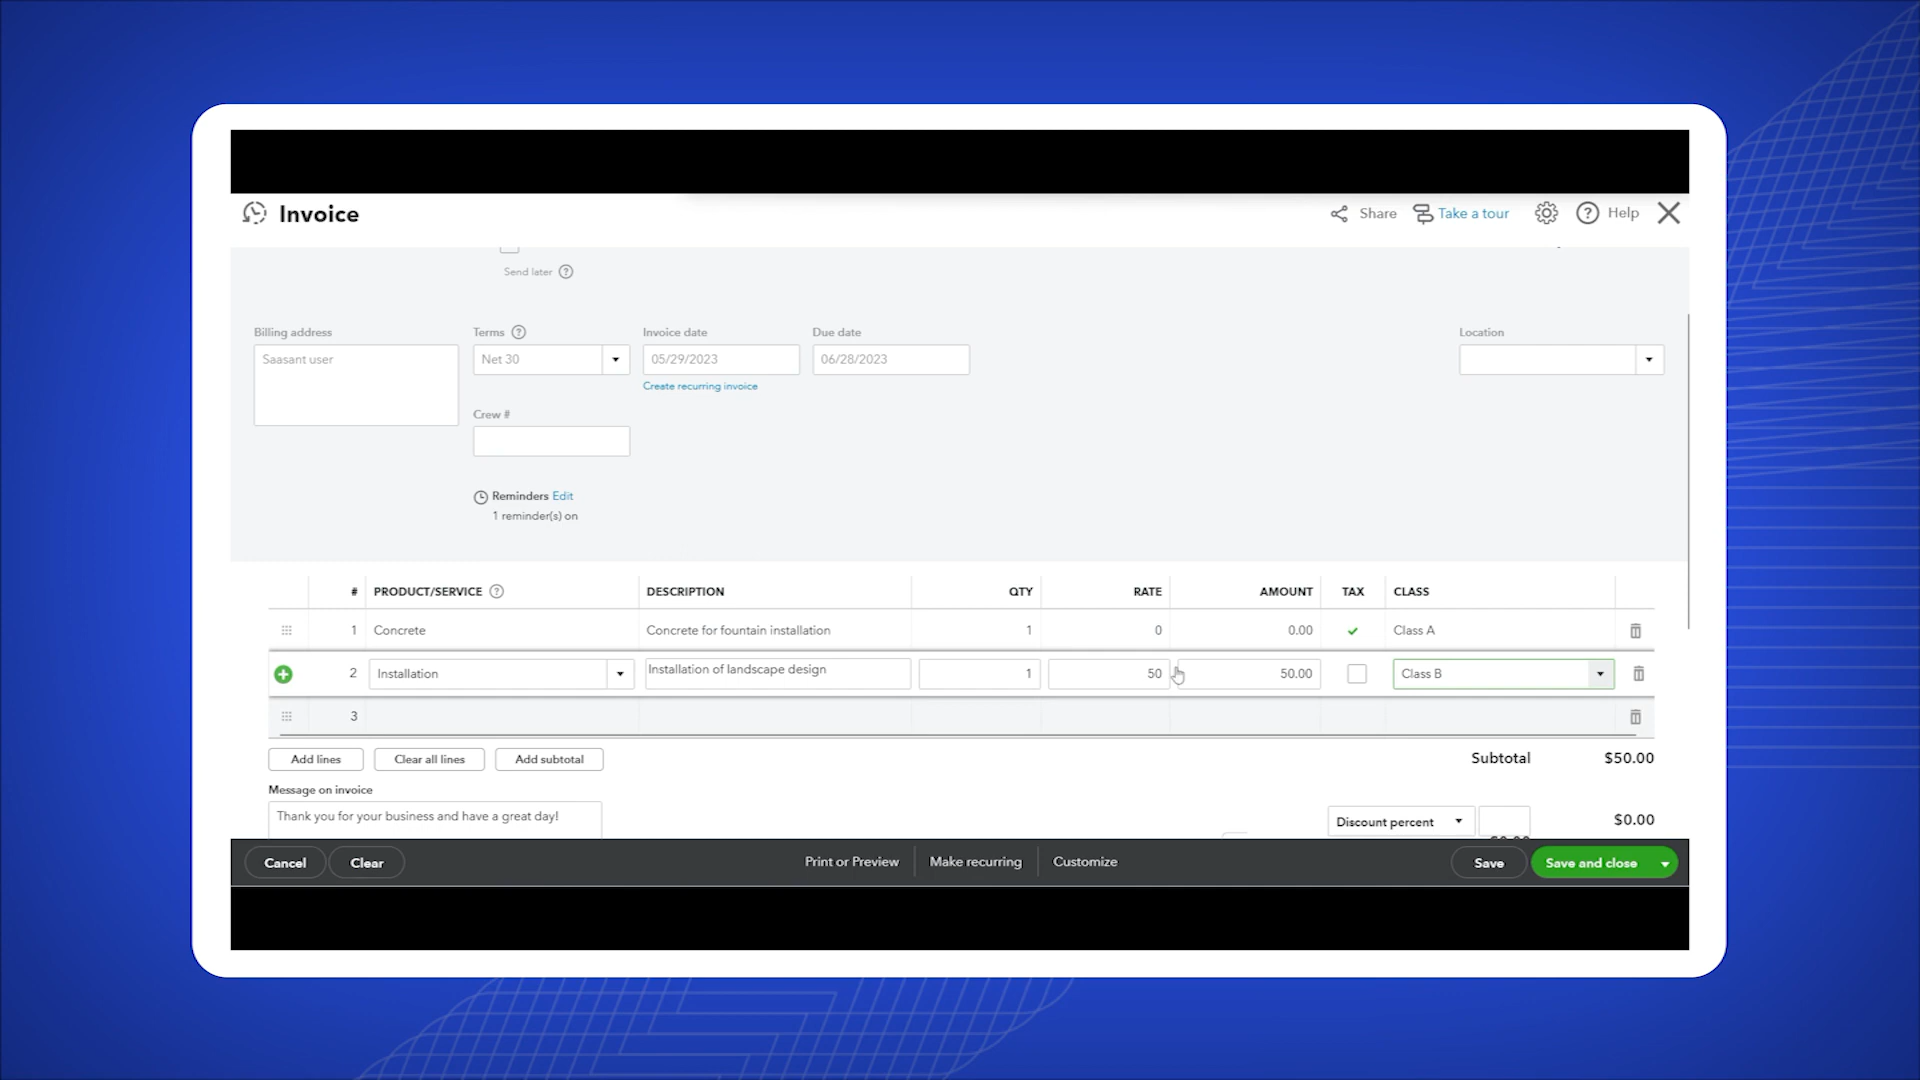 Invoice
Share
Take a tour
Help
Send later
Billing address
Terms
Invoice date
Due date
Location
Saasant user
Net 30
05/29/2023
06/28/2023
Create recurring invoice
Crew #
Reminders Edit
1 reminder(s) on
# PRODUCT/SERVICE DESCRIPTION QTY RATE AMOUNT TAX CLASS
1 Concrete Concrete for fountain installation 1 0 0.00 Class A
2 Installation Installation of landscape design 1 50 50.00 Class B
3
Add lines Clear all lines Add subtotal Subtotal $50.00
Message on invoice
Thank you for your business and have a great day!
Discount percent $0.00
Cancel Clear Print or Preview Make recurring Customize Save Save and close